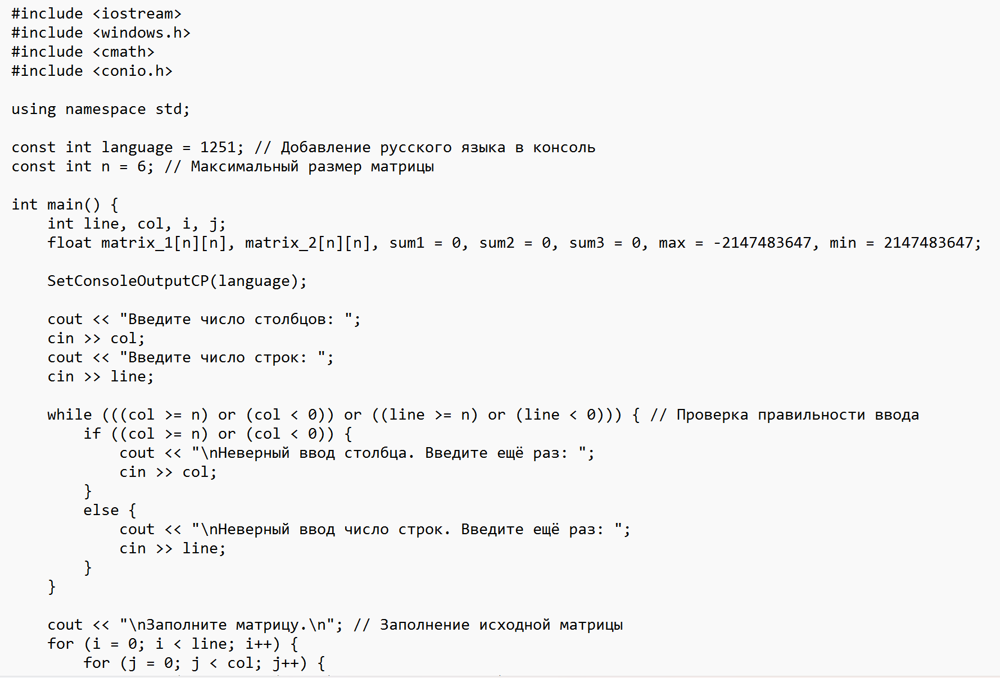 #include <iostream>
#include <windows.h>
#include <cmath>
#include <conio.h>

using namespace std;

const int language = 1251; // Добавление русского языка в консоль
const int n = 6; // Максимальный размер матрицы

int main() {
    int line, col, i, j;
    float matrix_1[n][n], matrix_2[n][n], sum1 = 0, sum2 = 0, sum3 = 0, max = -2147483647, min = 2147483647;

    SetConsoleOutputCP(language);

    cout << "Введите число столбцов: ";
    cin >> col;
    cout << "Введите число строк: ";
    cin >> line;

    while (((col >= n) or (col < 0)) or ((line >= n) or (line < 0))) { // Проверка правильности ввода
        if ((col >= n) or (col < 0)) {
            cout << "\nНеверный ввод столбца. Введите ещё раз: ";
            cin >> col;
        }
        else {
            cout << "\nНеверный ввод число строк. Введите ещё раз: ";
            cin >> line;
        }
    }

    cout << "\nЗаполните матрицу.\n"; // Заполнение исходной матрицы
    for (i = 0; i < line; i++) {
        for (j = 0; j < col; j++) {